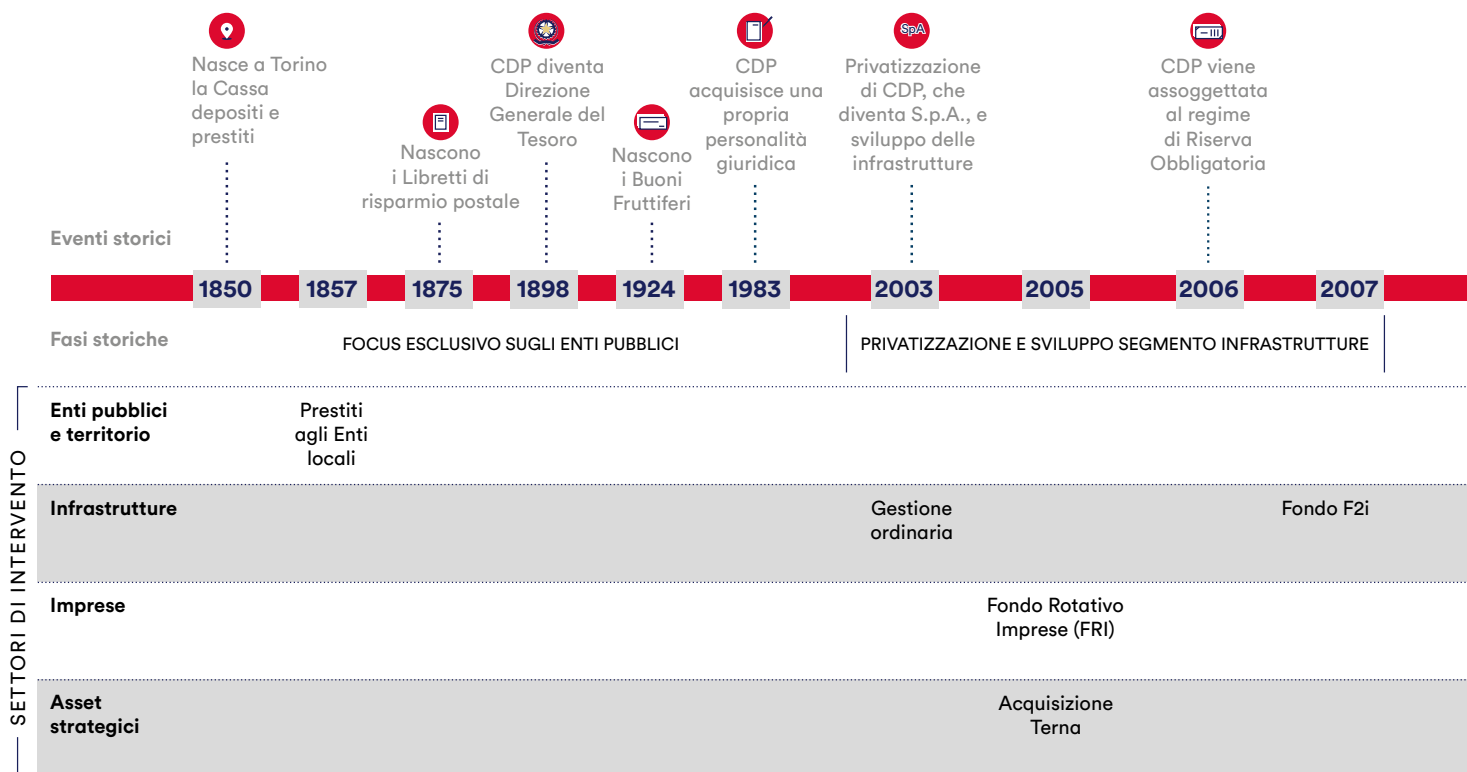 SpA
Nasce a Torino
la Cassa
depositi e
prestiti
Nascono
i Libretti di
risparmio postale
CDP diventa
Direzione
Generale del
Tesoro
Nascono
i Buoni
Fruttiferi
CDP
acquisisce una
propria
personalità
giuridica
Privatizzazione
di CDP, che
diventa S.p.A., e
sviluppo delle
infrastrutture
CDP viene
assoggettata
al regime
di Riserva
Obbligatoria
Eventi storici
1850
1857
1875
1898
1924
1983
2003
2005
2006
2007
Fasi storiche
FOCUS ESCLUSIVO SUGLI ENTI PUBBLICI
PRIVATIZZAZIONE E SVILUPPO SEGMENTO INFRASTRUTTURE
SETTORI DI INTERVENTO
Enti pubblici
e territorio
Prestiti
agli Enti
locali
Infrastrutture
Gestione
ordinaria
Fondo F2i
Imprese
Fondo Rotativo
Imprese (FRI)
Asset
strategici
Acquisizione
Terna